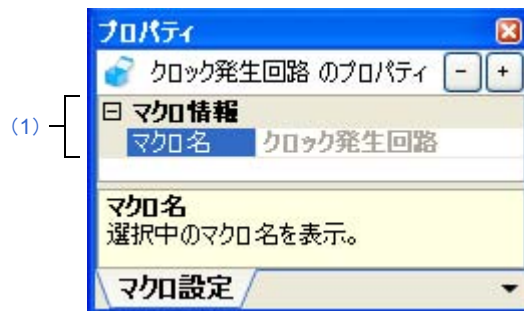 プロパティ
クロック発生回路 のプロパティ
(1)
マクロ情報
マクロ名 クロック発生回路
マクロ名
選択中のマクロ名を表示。
マクロ設定